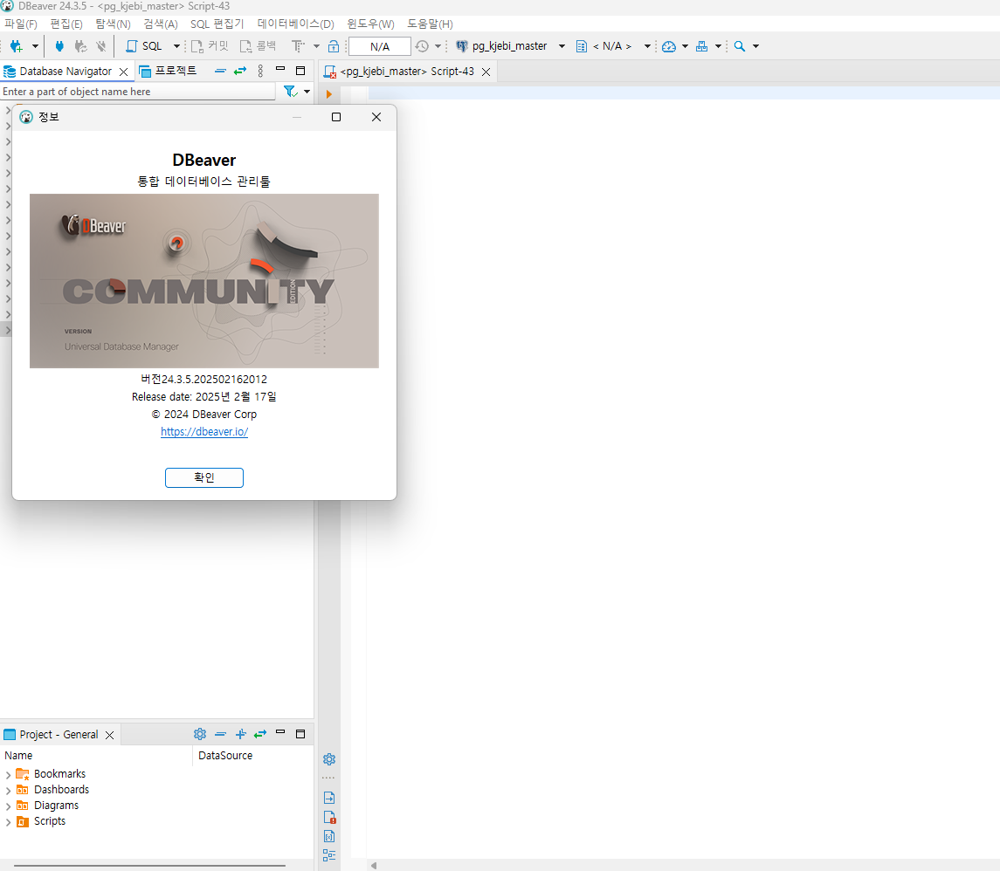 DBeaver 24.3.5 - <pg_kjebi_master> Script-43
파일(F) 편집(E) 탐색(N) 검색(A) SQL 편집기 데이터베이스(D) 윈도우(W) 도움말(H)
SQL 커밋 롤백 N/A pg_kjebi_master < N/A >
Database Navigator 프로젝트 <pg_kjebi_master> Script-43
Enter a part of object name here
정보
DBeaver
통합 데이터베이스 관리툴
DBeaver
COMMUNITY
EDITION
VERSION
Universal Database Manager
버전24.3.5.202502162012
Release date: 2025년 2월 17일
© 2024 DBeaver Corp
https://dbeaver.io/
확인
Project - General
Name DataSource
Bookmarks
Dashboards
Diagrams
Scripts